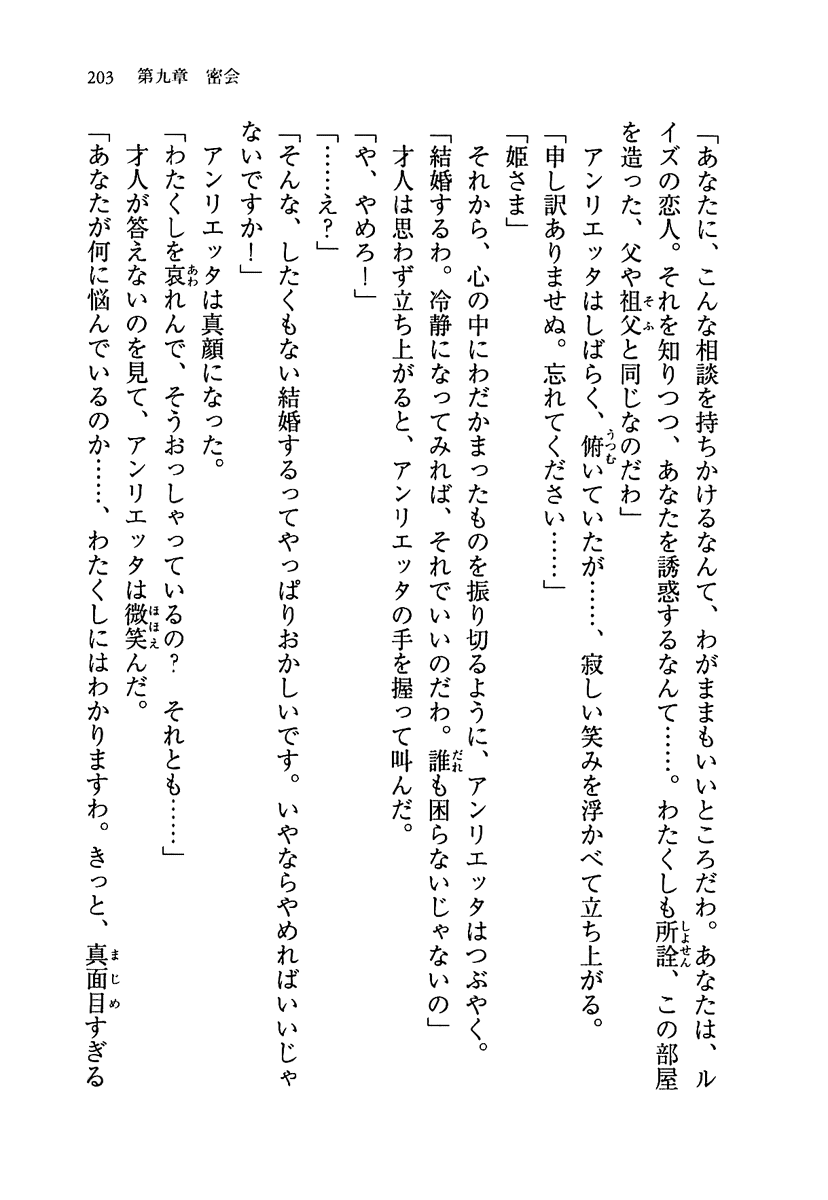 203　第九章　密会
「あなたに、こんな相談を持ちかけるなんて、わがままもいいところだわ。あなたは、ル
イズの恋人。それを知りつつ、あなたを誘惑するなんて……。わたくしも所詮、この部屋
を造った、父や祖父と同じなのだわ」
　アンリエッタはしばらく、俯いていたが……、寂しい笑みを浮かべて立ち上がる。
「申し訳ありませぬ。忘れてください……」
「姫さま」
　それから、心の中にわだかまったものを振り切るように、アンリエッタはつぶやく。
「結婚するわ。冷静になってみれば、それでいいのだわ。誰も困らないじゃないの」
　才人は思わず立ち上がると、アンリエッタの手を握って叫んだ。
「や、やめろ！」
「……え？」
「そんな、したくもない結婚するってやっぱりおかしいです。いやならやめればいいじゃ
ないですか！」
　アンリエッタは真顔になった。
「わたくしを哀れんで、そうおっしゃっているの？　それとも……」
　才人が答えないのを見て、アンリエッタは微笑んだ。
「あなたが何に悩んでいるのか……、わたくしにはわかりますわ。きっと、真面目すぎる